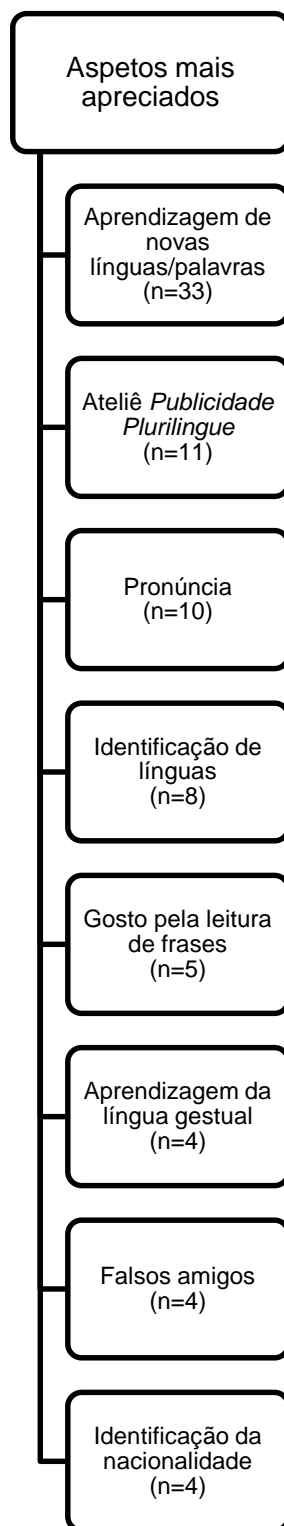 Aspetos mais
apreciados
Aprendizagem de
novas
línguas/palavras
(n=33)
Ateliê Publicidade
Plurilingue
(n=11)
Pronúncia
(n=10)
Identificação de
línguas
(n=8)
Gosto pela leitura
de frases
(n=5)
Aprendizagem da
língua gestual
(n=4)
Falsos amigos
(n=4)
Identificação da
nacionalidade
(n=4)